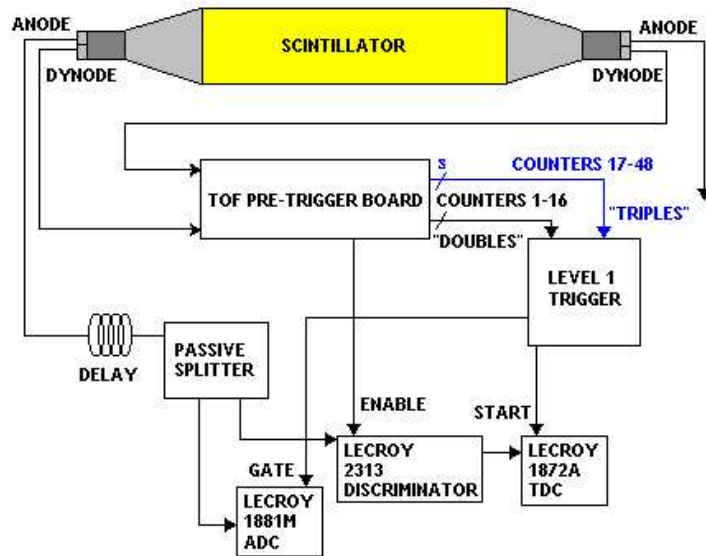 ANODE
ANODE
SCINTILLATOR
DYNODE
DYNODE
S
COUNTERS 17-48
TOF PRE-TRIGGER BOARD
COUNTERS 1-16
"TRIPLES"
"DOUBLES"
LEVEL 1
TRIGGER
PASSIVE
SPLITTER
DELAY
ENABLE
START
GATE
LECROY
2313
DISCRIMINATOR
LECROY
1872A
TDC
LECROY
1881M
ADC